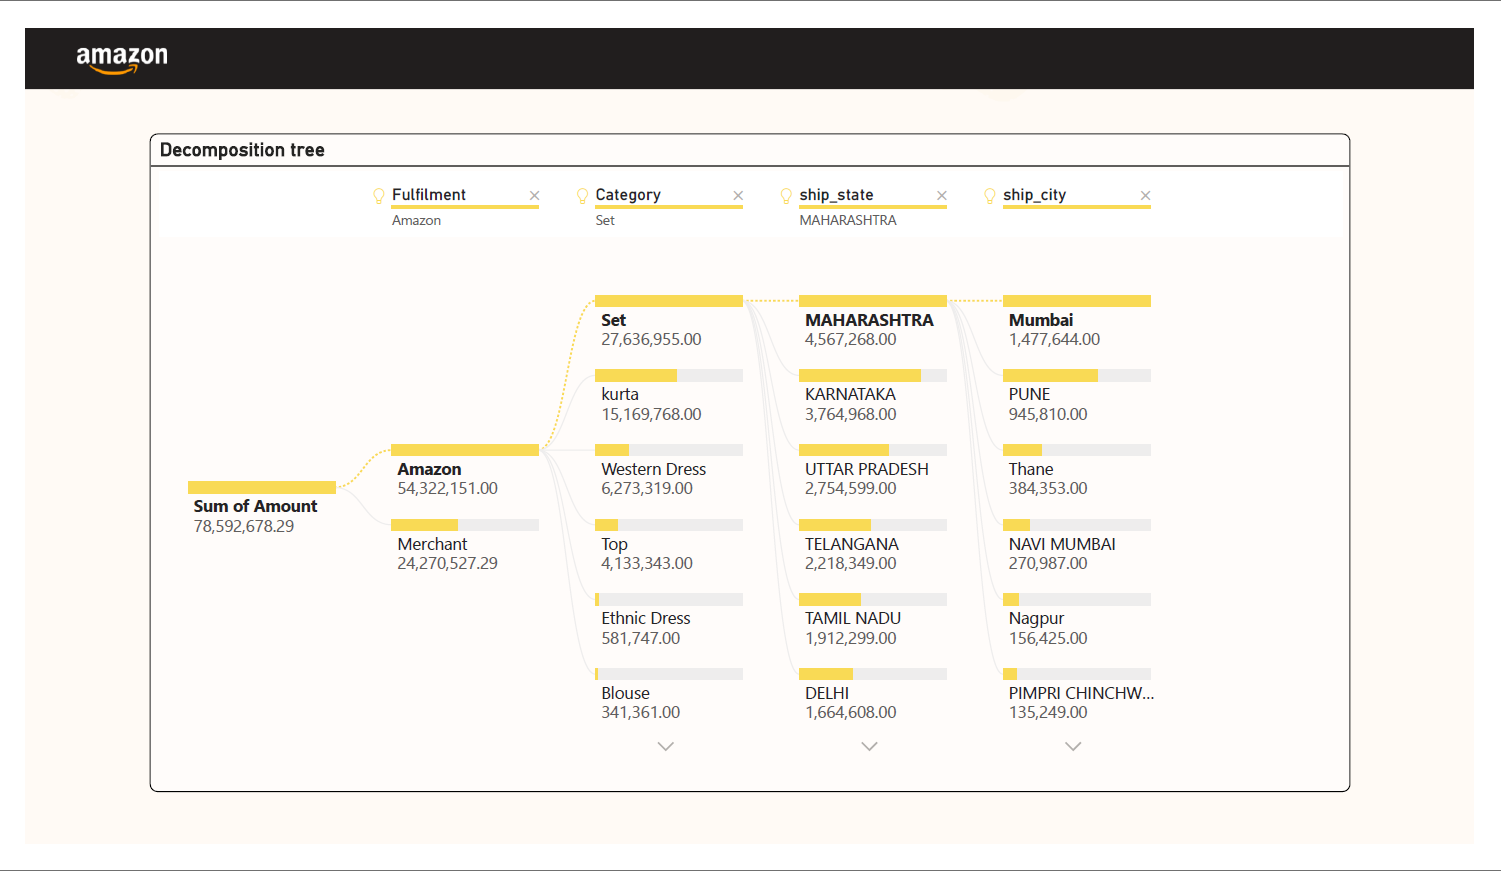 amazon
Decomposition tree
Fulfilment
Amazon
Category
Set
ship_state
MAHARASHTRA
ship_city
Sum of Amount
78,592,678.29
Amazon
54,322,151.00
Merchant
24,270,527.29
Set
27,636,955.00
kurta
15,169,768.00
Western Dress
6,273,319.00
Top
4,133,343.00
Ethnic Dress
581,747.00
Blouse
341,361.00
MAHARASHTRA
4,567,268.00
KARNATAKA
3,764,968.00
UTTAR PRADESH
2,754,599.00
TELANGANA
2,218,349.00
TAMIL NADU
1,912,299.00
DELHI
1,664,608.00
Mumbai
1,477,644.00
PUNE
945,810.00
Thane
384,353.00
NAVI MUMBAI
270,987.00
Nagpur
156,425.00
PIMPRI CHINCHW...
135,249.00